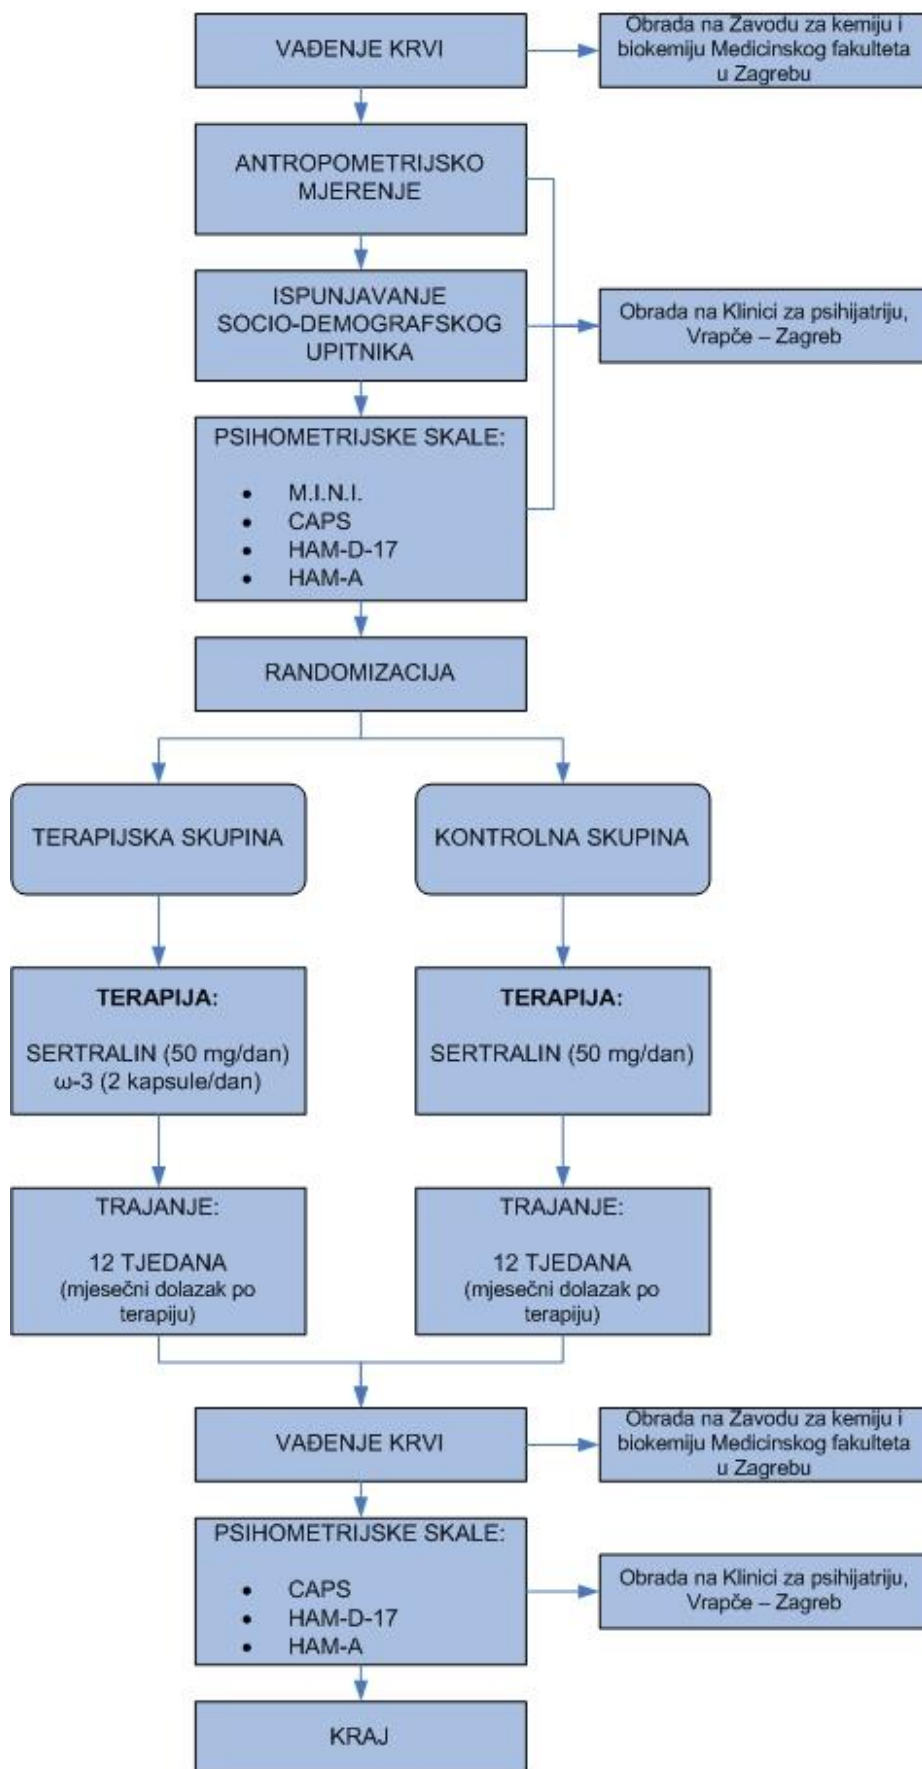 VAĐENJE KRVI
Obrada na Zavodu za kemiju i
biokemiju Medicinskog fakulteta
u Zagrebu
ANTROPOMETRIJSKO
MJERENJE
ISPUNJAVANJE
SOCIO-DEMOGRAFSKOG
UPITNIKA
Obrada na Klinici za psihijatriju,
Vrapče – Zagreb
PSIHOMETRIJSKE SKALE:
• M.I.N.I.
• CAPS
• HAM-D-17
• HAM-A
RANDOMIZACIJA
TERAPIJSKA SKUPINA
KONTROLNA SKUPINA
TERAPIJA:
SERTRALIN (50 mg/dan)
ω-3 (2 kapsule/dan)
TERAPIJA:
SERTRALIN (50 mg/dan)
TRAJANJE:
12 TJEDANA
(mjesečni dolazak po
terapiju)
TRAJANJE:
12 TJEDANA
(mjesečni dolazak po
terapiju)
VAĐENJE KRVI
Obrada na Zavodu za kemiju i
biokemiju Medicinskog fakulteta
u Zagrebu
PSIHOMETRIJSKE SKALE:
• CAPS
• HAM-D-17
• HAM-A
Obrada na Klinici za psihijatriju,
Vrapče – Zagreb
KRAJ